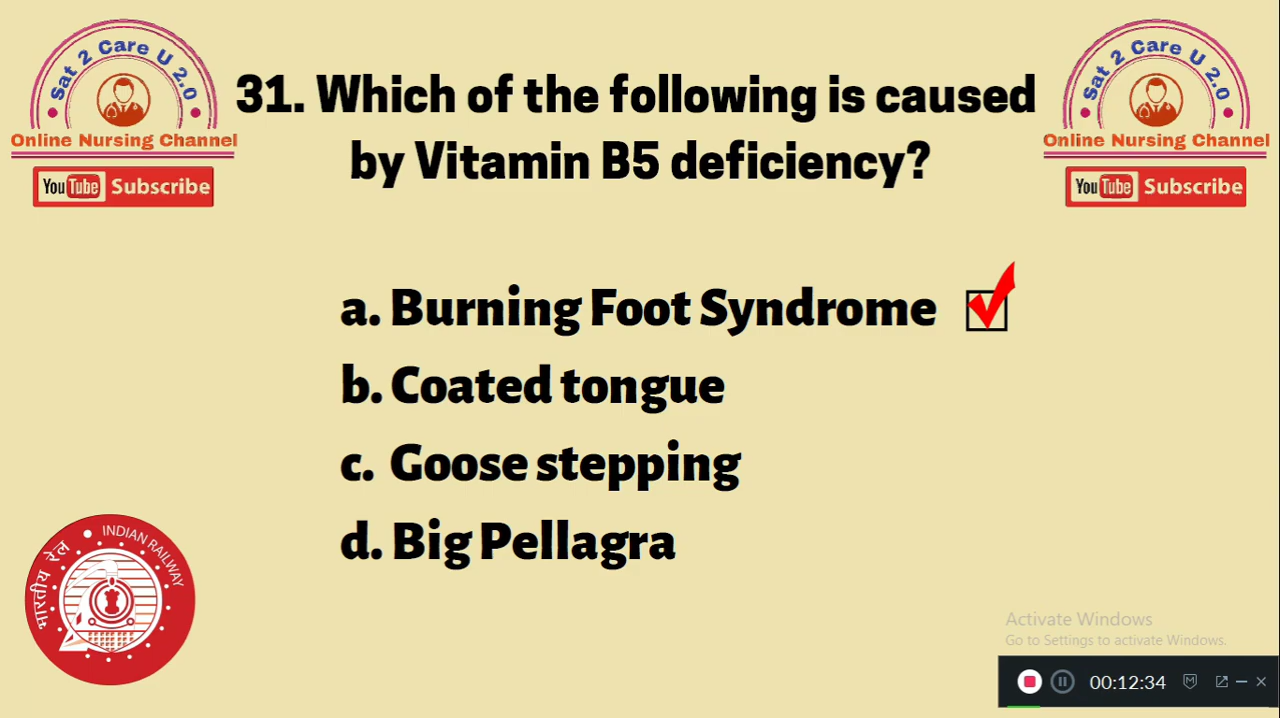 Sat 2 Care U 2.0
Online Nursing Channel
YouTube Subscribe
31. Which of the following is caused
by Vitamin B5 deficiency?
Sat 2 Care U 2.0
Online Nursing Channel
YouTube Subscribe
a. Burning Foot Syndrome
b. Coated tongue
c. Goose stepping
d. Big Pellagra
भारतीय रेल • INDIAN RAILWAY
Activate Windows
Go to Settings to activate Windows.
00:12:34